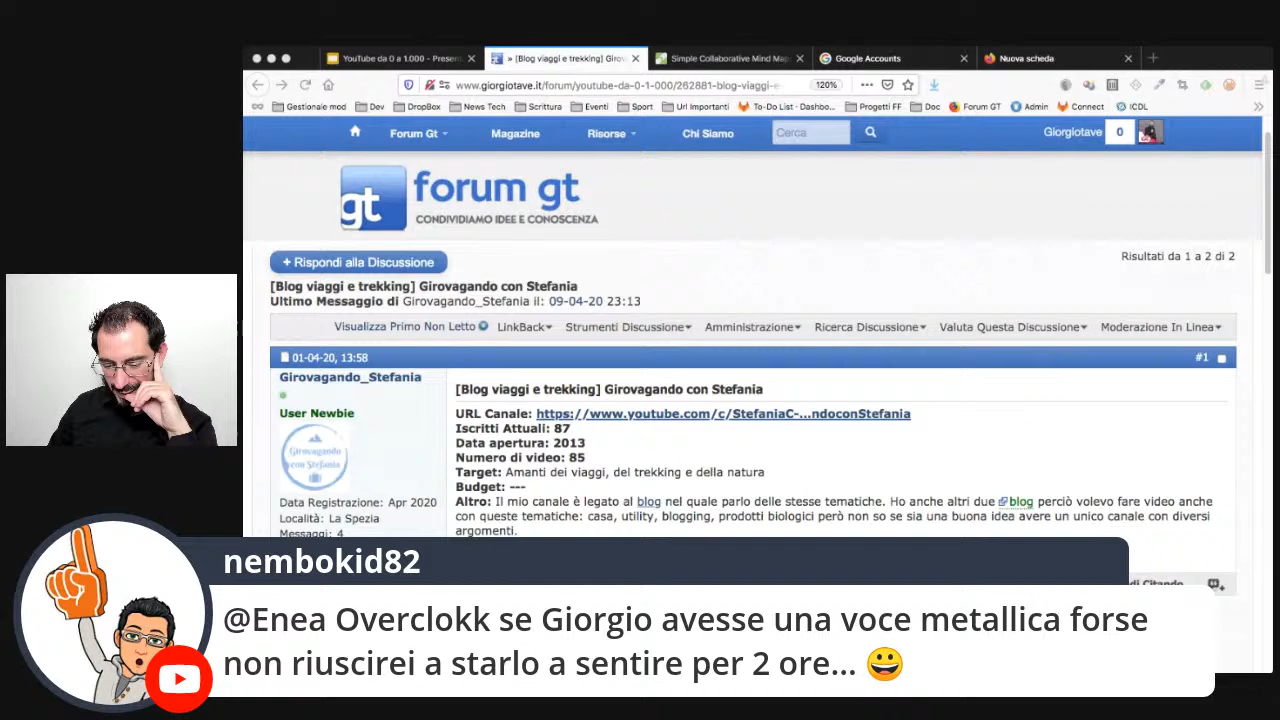 YouTube da 0 a 1.000 - Present
» [Blog viaggi e trekking] Girov
Simple Collaborative Mind Map
Google Accounts
Nuova scheda
www.giorgiotave.it/forum/youtube-da-0-1-000/262881-blog-viaggi-e
120%
Gestionale mod
Dev
DropBox
News Tech
Scrittura
Eventi
Sport
Url Importanti
To-Do List · Dashbo...
Progetti FF
Doc
Forum GT
Admin
Connect
ICDL
Forum Gt
Magazine
Risorse
Chi Siamo
Cerca
Giorgiotave
0
gt
forum gt
CONDIVIDIAMO IDEE E CONOSCENZA
+ Rispondi alla Discussione
Risultati da 1 a 2 di 2
[Blog viaggi e trekking] Girovagando con Stefania
Ultimo Messaggio di Girovagando_Stefania il: 09-04-20 23:13
Visualizza Primo Non Letto
LinkBack
Strumenti Discussione
Amministrazione
Ricerca Discussione
Valuta Questa Discussione
Moderazione In Linea
01-04-20, 13:58
#1
Girovagando_Stefania
User Newbie
Girovagando
con Stefania
Data Registrazione: Apr 2020
Località: La Spezia
Messaggi: 4
[Blog viaggi e trekking] Girovagando con Stefania
URL Canale: https://www.youtube.com/c/StefaniaC-...ndoconStefania
Iscritti Attuali: 87
Data apertura: 2013
Numero di video: 85
Target: Amanti dei viaggi, del trekking e della natura
Budget: ---
Altro: Il mio canale è legato al blog nel quale parlo delle stesse tematiche. Ho anche altri due blog perciò volevo fare video anche
con queste tematiche: casa, utility, blogging, prodotti biologici però non so se sia una buona idea avere un unico canale con diversi
argomenti.
di Citando
nembokid82
@Enea Overclokk se Giorgio avesse una voce metallica forse
non riuscirei a starlo a sentire per 2 ore... 😀